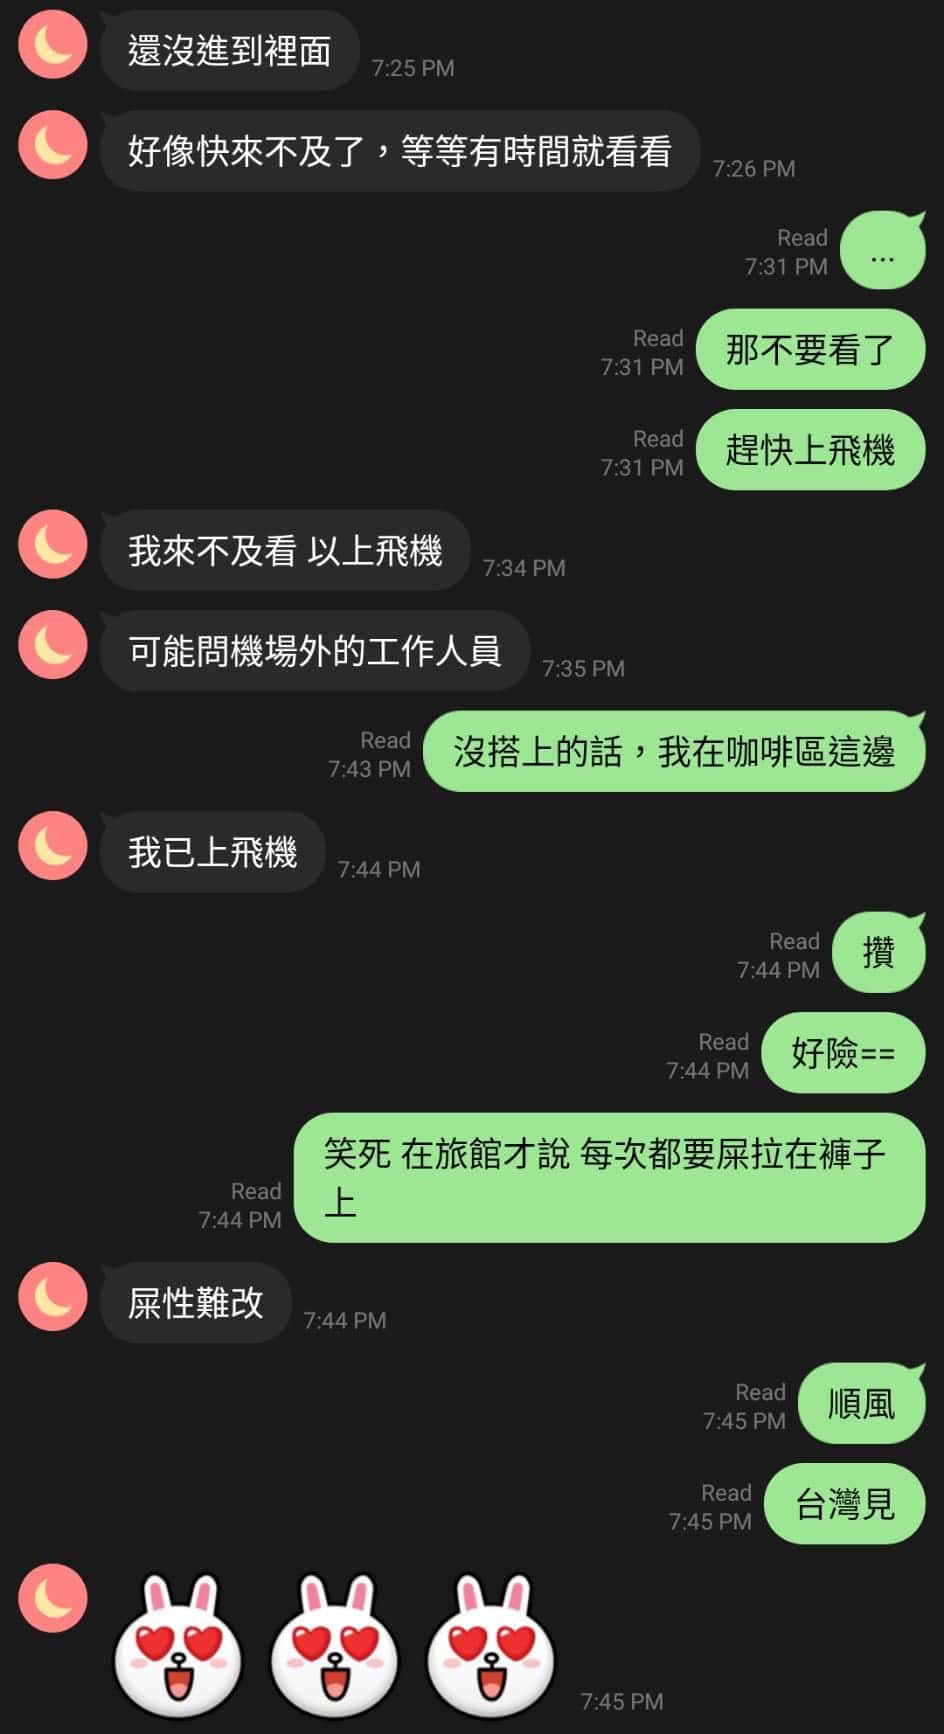 還沒進到裡面
7:25 PM
好像快來不及了，等等有時間就看看
7:26 PM
Read
7:31 PM
...
Read
7:31 PM
那不要看了
Read
7:31 PM
趕快上飛機
我來不及看 以上飛機
7:34 PM
可能問機場外的工作人員
7:35 PM
Read
7:43 PM
沒搭上的話，我在咖啡區這邊
我已上飛機
7:44 PM
Read
7:44 PM
攢
Read
7:44 PM
好險==
笑死 在旅館才說 每次都要屎拉在褲子
上
Read
7:44 PM
屎性難改
7:44 PM
Read
7:45 PM
順風
Read
7:45 PM
台灣見
7:45 PM